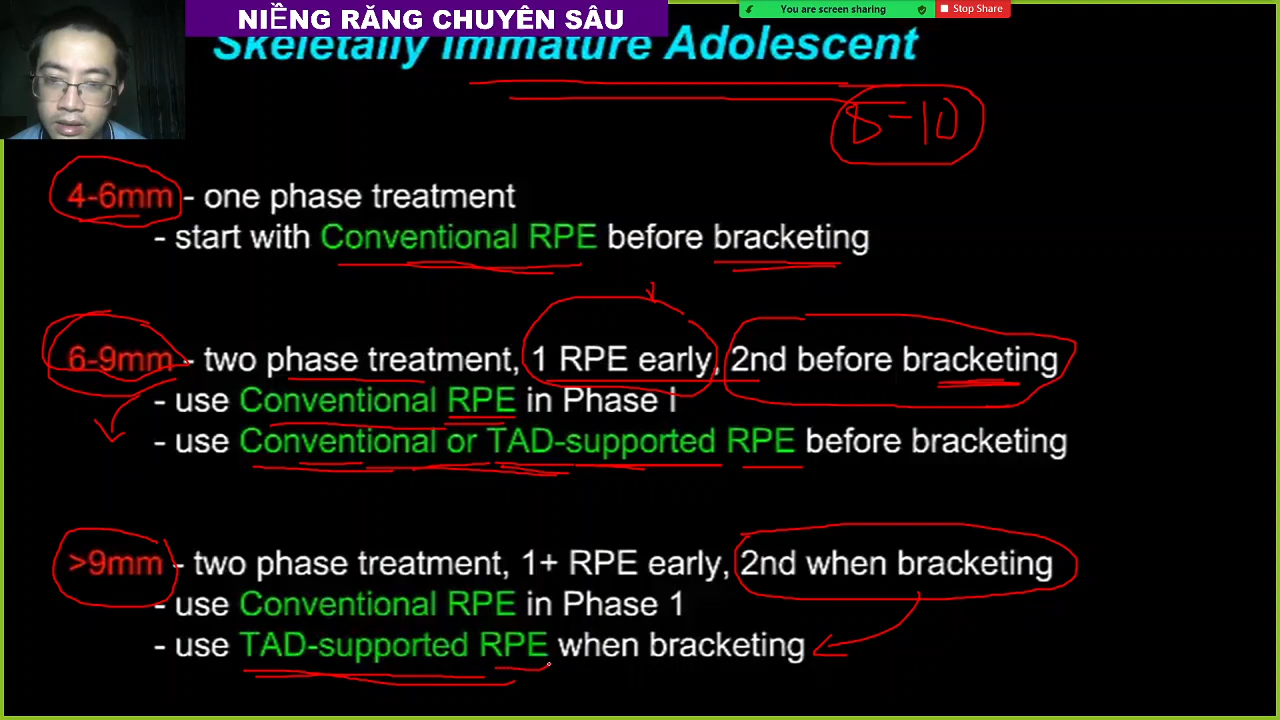 NIỀNG RĂNG CHUYÊN SÂU
You are screen sharing
Stop Share
Skeletally Immature Adolescent
8-10
4-6mm - one phase treatment
- start with Conventional RPE before bracketing
6-9mm - two phase treatment, 1 RPE early, 2nd before bracketing
- use Conventional RPE in Phase I
- use Conventional or TAD-supported RPE before bracketing
>9mm - two phase treatment, 1+ RPE early, 2nd when bracketing
- use Conventional RPE in Phase 1
- use TAD-supported RPE when bracketing